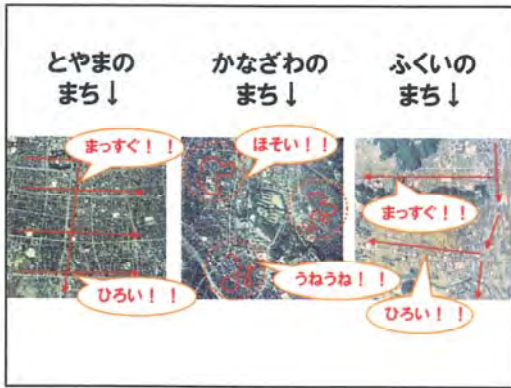 とやまの
まち↓
かなざわの
まち↓
ふくいの
まち↓
まっすぐ！！
ひろい！！
ほそい！！
うねうね！！
まっすぐ！！
ひろい！！